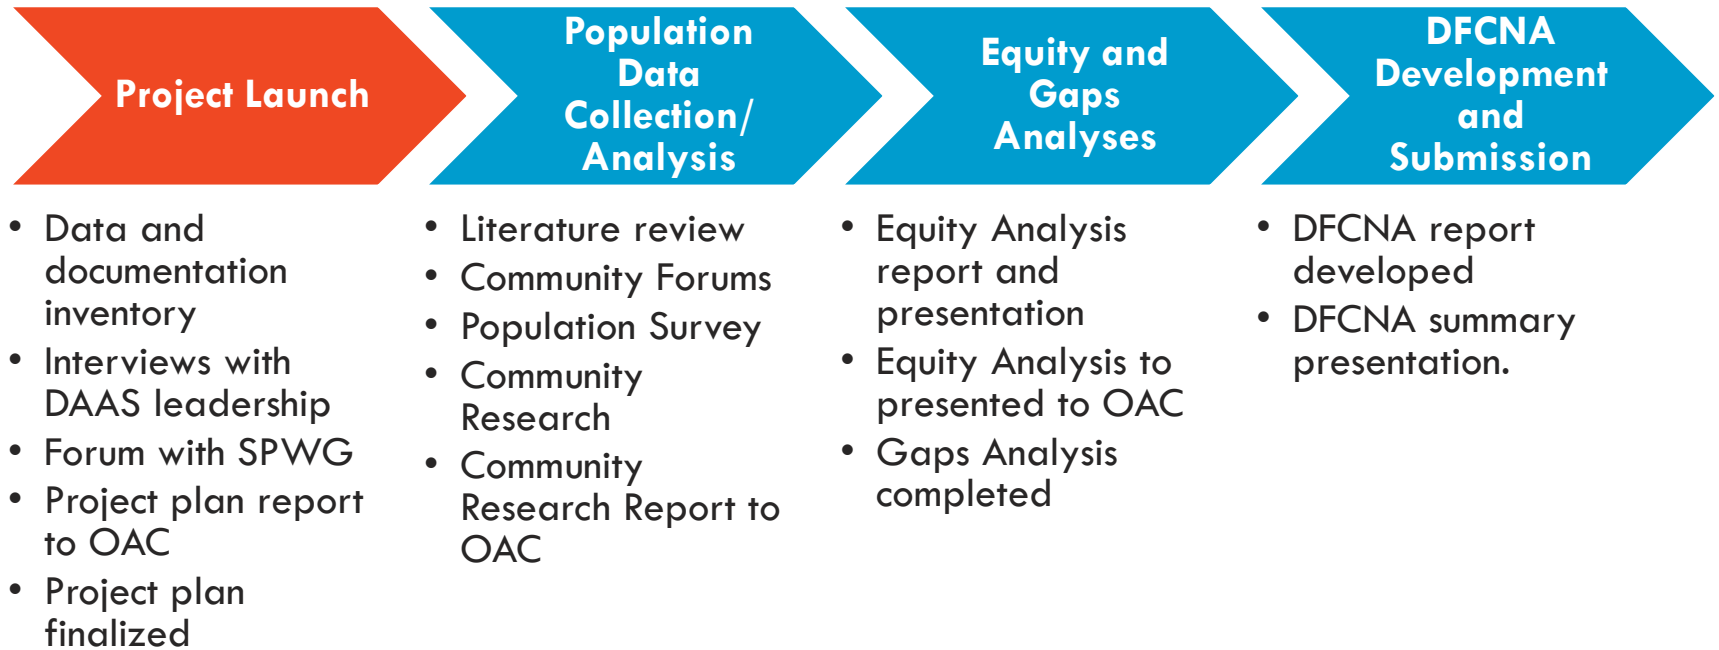 Project Launch
Population
Data
Collection/
Analysis
Equity and
Gaps
Analyses
DFCNA
Development
and
Submission
• Data and
documentation
inventory
• Interviews with
DAAS leadership
• Forum with SPWG
• Project plan report
to OAC
• Project plan
finalized
• Literature review
• Community Forums
• Population Survey
• Community
Research
• Community
Research Report to
OAC
• Equity Analysis
report and
presentation
• Equity Analysis to
presented to OAC
• Gaps Analysis
completed
• DFCNA report
developed
• DFCNA summary
presentation.